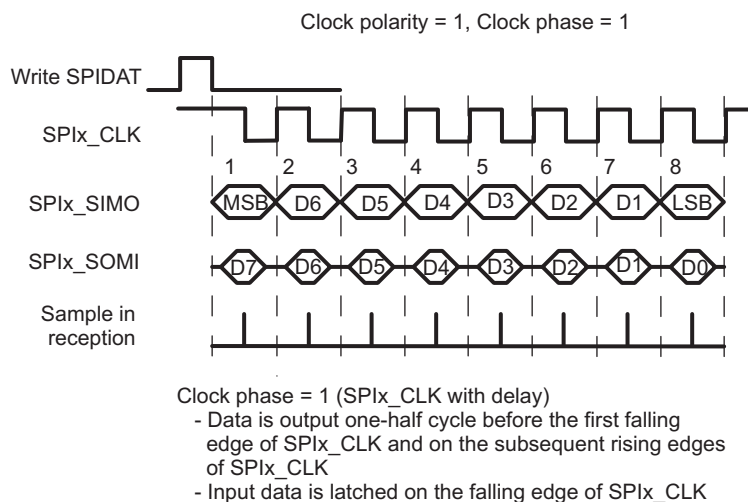 Clock polarity = 1, Clock phase = 1
Write SPIDAT
SPIx_CLK
1 2 3 4 5 6 7 8
SPIx_SIMO MSB D6 D5 D4 D3 D2 D1 LSB
SPIx_SOMI D7 D6 D5 D4 D3 D2 D1 D0
Sample in
reception
Clock phase = 1 (SPIx_CLK with delay)
- Data is output one-half cycle before the first falling
edge of SPIx_CLK and on the subsequent rising edges
of SPIx_CLK
- Input data is latched on the falling edge of SPIx_CLK